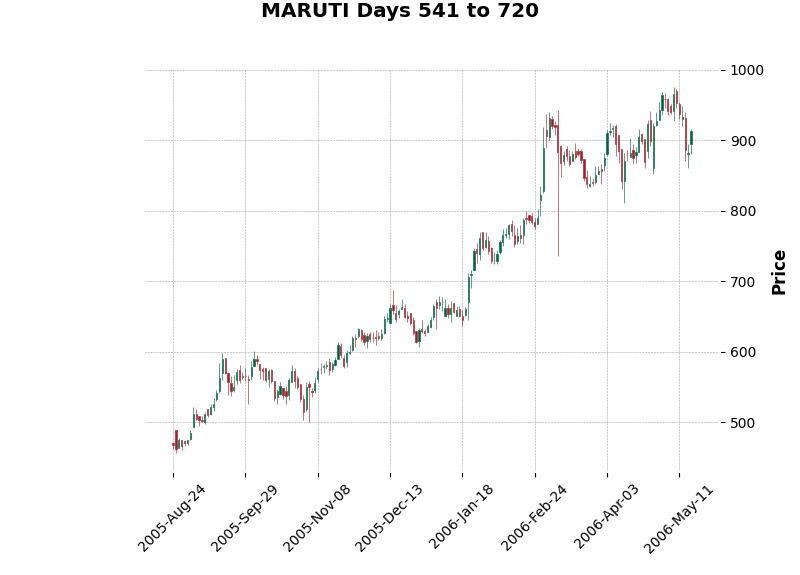 MARUTI Days 541 to 720
1000
900
800
700
600
500
Price
2005-Aug-24
2005-Sep-29
2005-Nov-08
2005-Dec-13
2006-Jan-18
2006-Feb-24
2006-Apr-03
2006-May-11